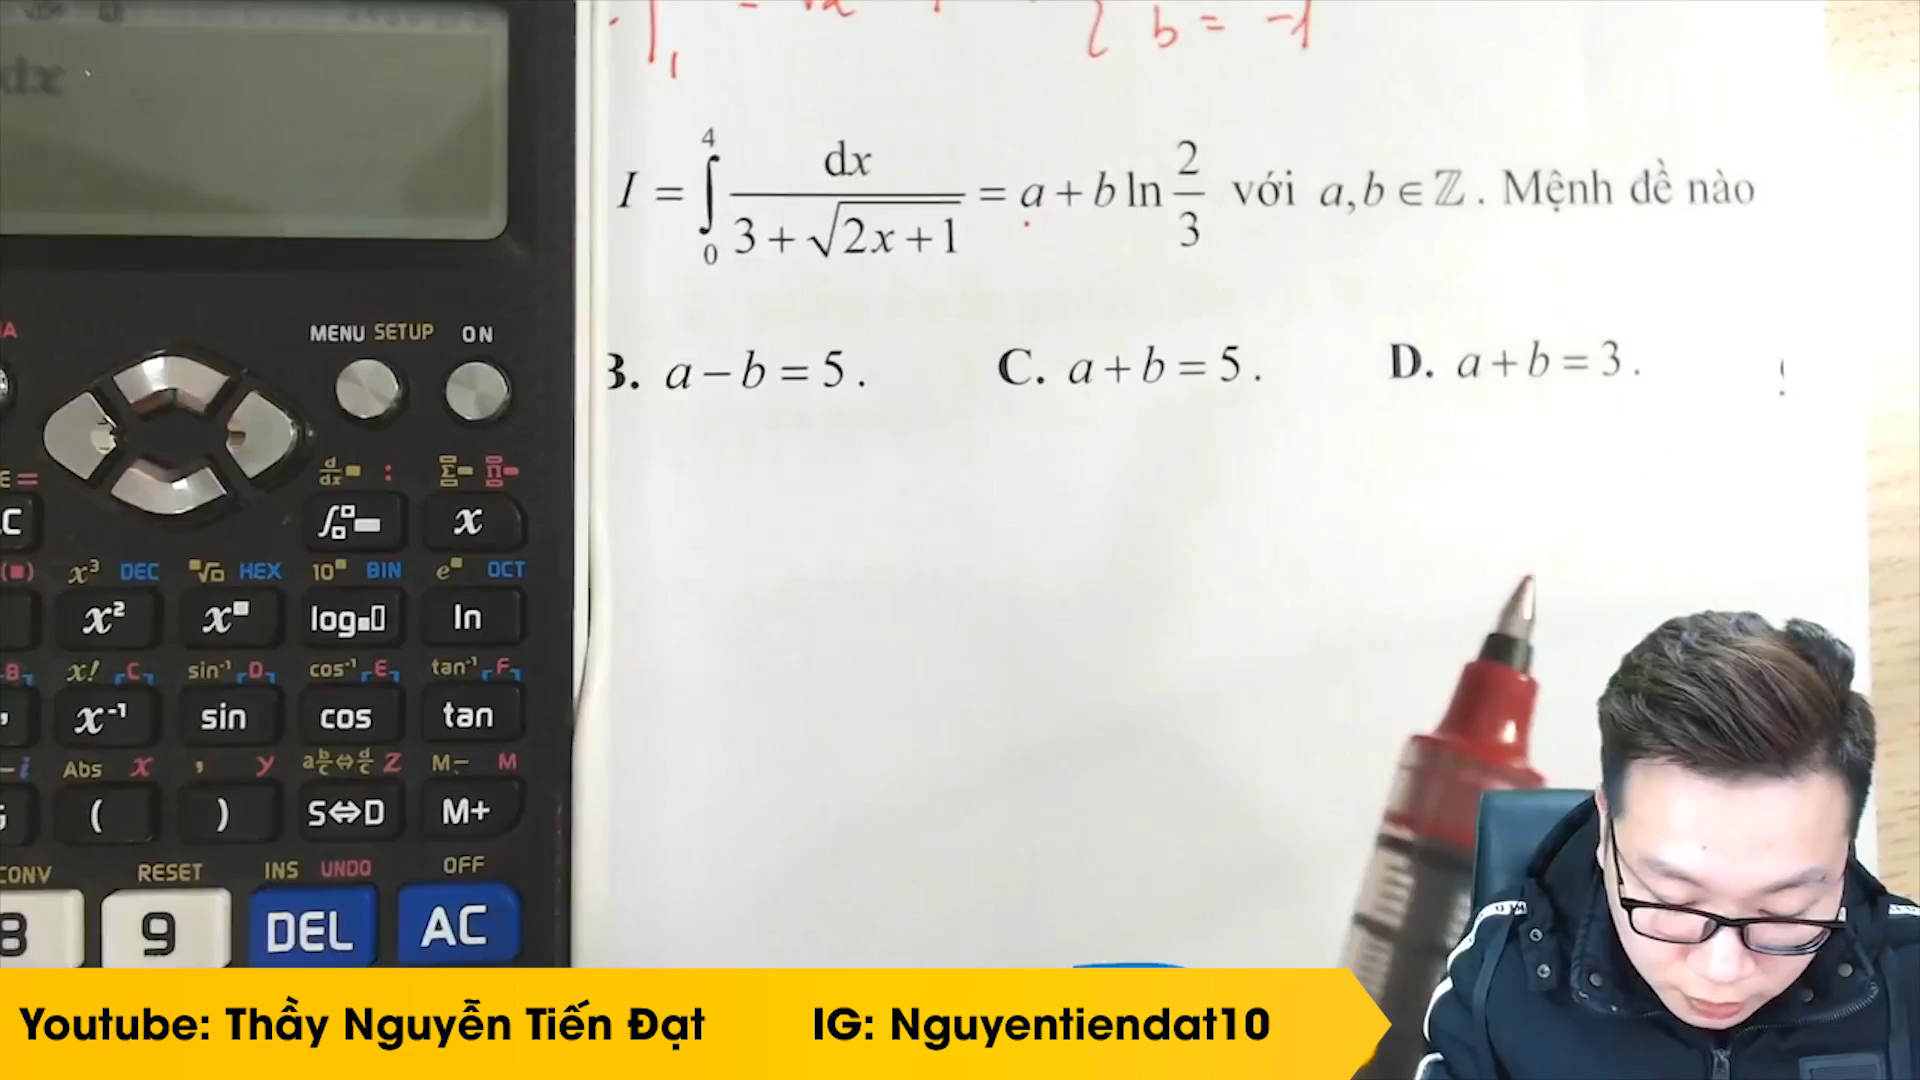 dx
1
b = -1
I = ∫₀⁴ dx / (3 + √(2x+1)) = a + b ln 2/3 với a, b ∈ ℤ. Mệnh đề nào
B. a − b = 5. C. a + b = 5. D. a + b = 3.
MENU SETUP ON
x
x³ DEC HEX 10 BIN e OCT
x² x log ln
x! C sin⁻¹ D cos⁻¹ E tan⁻¹ F
x⁻¹ sin cos tan
Abs x , y a b/c ⇔ d/c Z M− M
( ) S⇔D M+
CONV RESET INS UNDO OFF
8 9 DEL AC
Youtube: Thầy Nguyễn Tiến Đạt IG: Nguyentiendat10